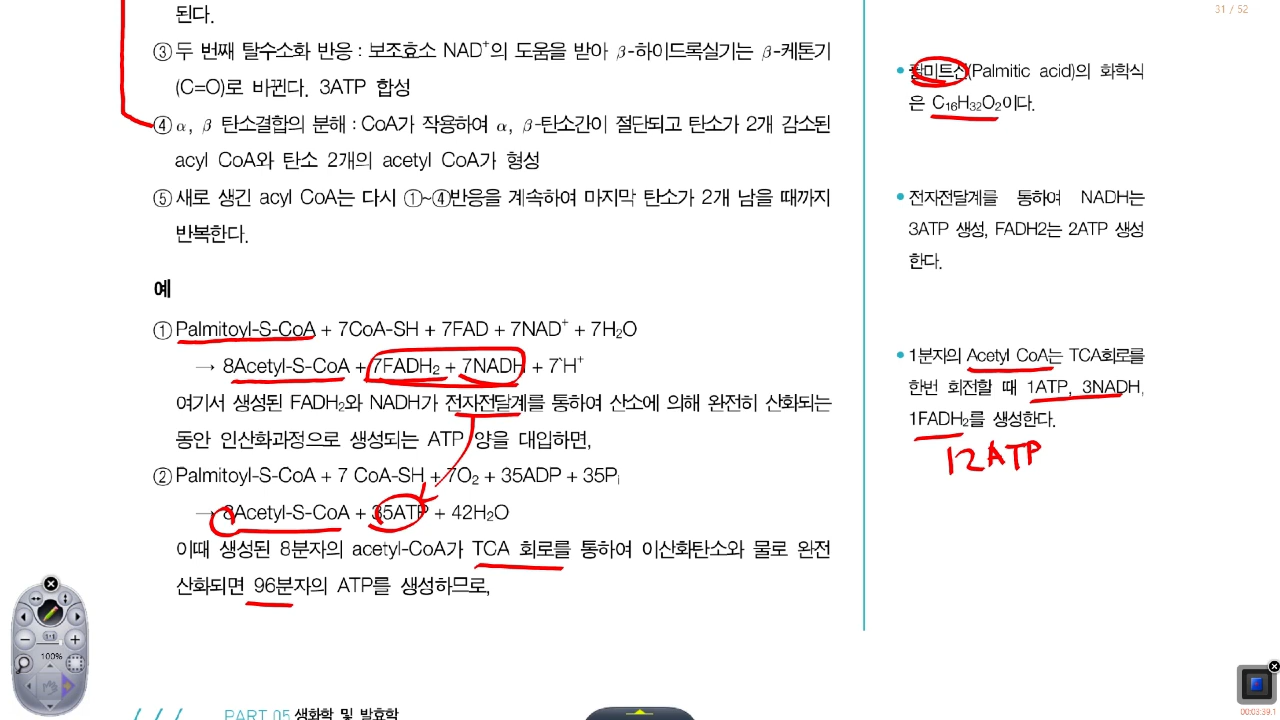 31 / 52
된다.
③ 두 번째 탈수소화 반응 : 보조효소 NAD⁺의 도움을 받아 β-하이드록실기는 β-케톤기
(C=O)로 바뀐다. 3ATP 합성
④ α, β 탄소결합의 분해 : CoA가 작용하여 α, β-탄소간이 절단되고 탄소가 2개 감소된
acyl CoA와 탄소 2개의 acetyl CoA가 형성
⑤ 새로 생긴 acyl CoA는 다시 ①~④반응을 계속하여 마지막 탄소가 2개 남을 때까지
반복한다.
예
① Palmitoyl-S-CoA + 7CoA-SH + 7FAD + 7NAD⁺ + 7H₂O
→ 8Acetyl-S-CoA + 7FADH₂ + 7NADH + 7`H⁺
여기서 생성된 FADH₂와 NADH가 전자전달계를 통하여 산소에 의해 완전히 산화되는
동안 인산화과정으로 생성되는 ATP 양을 대입하면,
② Palmitoyl-S-CoA + 7 CoA-SH + 7O₂ + 35ADP + 35Pᵢ
→ 8Acetyl-S-CoA + 35ATP + 42H₂O
이때 생성된 8분자의 acetyl-CoA가 TCA 회로를 통하여 이산화탄소와 물로 완전
산화되면 96분자의 ATP를 생성하므로,
• 팔미트산(Palmitic acid)의 화학식
은 C₁₆H₃₂O₂이다.
• 전자전달계를 통하여 NADH는
3ATP 생성, FADH2는 2ATP 생성
한다.
• 1분자의 Acetyl CoA는 TCA회로를
한번 회전할 때 1ATP, 3NADH,
1FADH₂를 생성한다.
12ATP
1:1
100%
/ / / PART 05 생화학 및 발효학
00:03:39.1